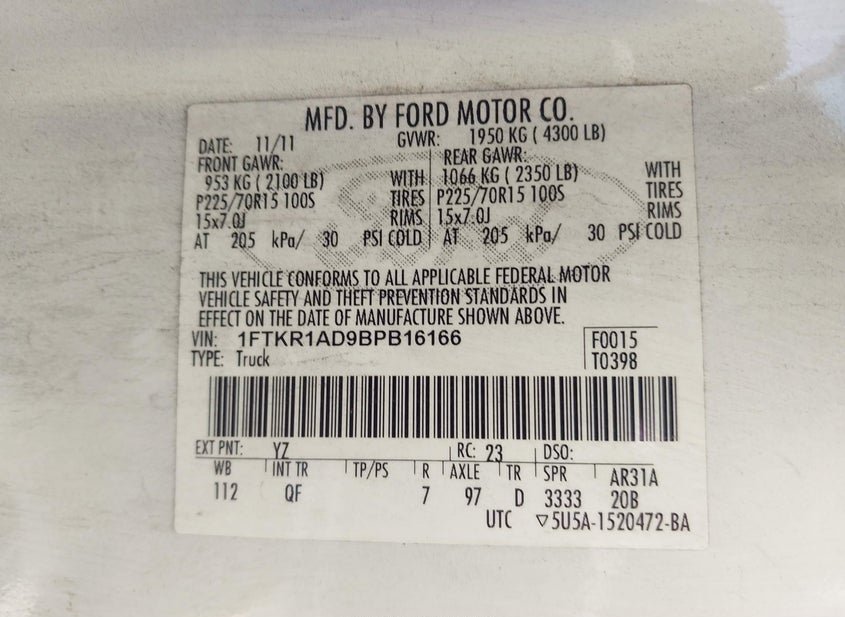 MFD. BY FORD MOTOR CO.
DATE: 11/11 GVWR: 1950 KG ( 4300 LB)
FRONT GAWR: REAR GAWR:
953 KG ( 2100 LB) WITH 1066 KG ( 2350 LB) WITH
P225/70R15 100S TIRES P225/70R15 100S TIRES
15x7.0J RIMS 15x7.0J RIMS
AT 205 kPa/ 30 PSI COLD AT 205 kPa/ 30 PSI COLD
THIS VEHICLE CONFORMS TO ALL APPLICABLE FEDERAL MOTOR
VEHICLE SAFETY AND THEFT PREVENTION STANDARDS IN
EFFECT ON THE DATE OF MANUFACTURE SHOWN ABOVE.
VIN: 1FTKR1AD9BPB16166 F0015
TYPE: Truck T0398
EXT PNT: YZ RC: 23 DSO:
WB INT TR TP/PS R AXLE TR SPR AR31A
112 QF 7 97 D 3333 20B
UTC ▽5U5A-1520472-BA